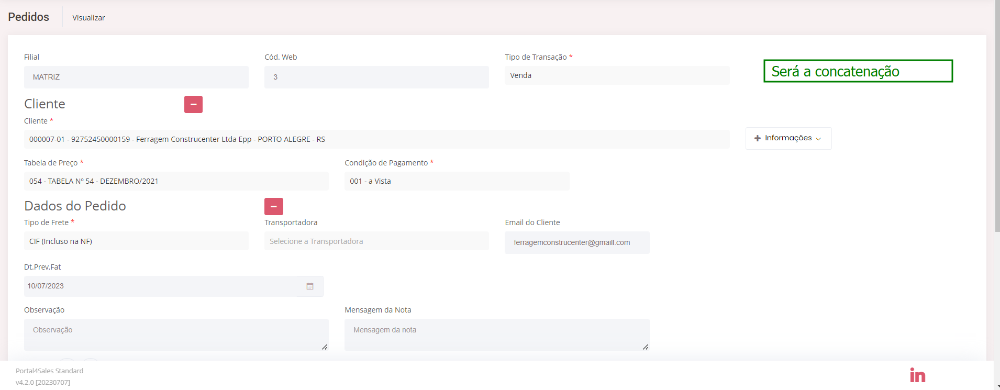 Pedidos
Visualizar
Filial
Cód. Web
Tipo de Transação *
MATRIZ
3
Venda
Será a concatenação
Cliente
Cliente *
000007-01 - 92752450000159 - Ferragem Construcenter Ltda Epp - PORTO ALEGRE - RS
Informações
Tabela de Preço *
Condição de Pagamento *
054 - TABELA Nº 54 - DEZEMBRO/2021
001 - a Vista
Dados do Pedido
Tipo de Frete *
Transportadora
Email do Cliente
CIF (Incluso na NF)
Selecione a Transportadora
ferragemconstrucenter@gmaill.com
Dt.Prev.Fat
10/07/2023
Observação
Mensagem da Nota
Observação
Mensagem da nota
Portal4Sales Standard
v4.2.0 [20230707]
in